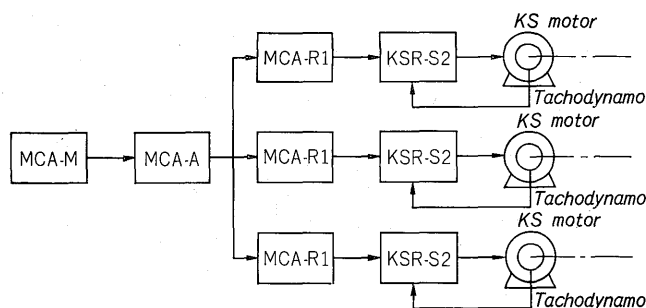 KS motor
MCA-R1
KSR-S2
Tachodynamo
KS motor
MCA-M
MCA-A
MCA-R1
KSR-S2
Tachodynamo
KS motor
MCA-R1
KSR-S2
Tachodynamo